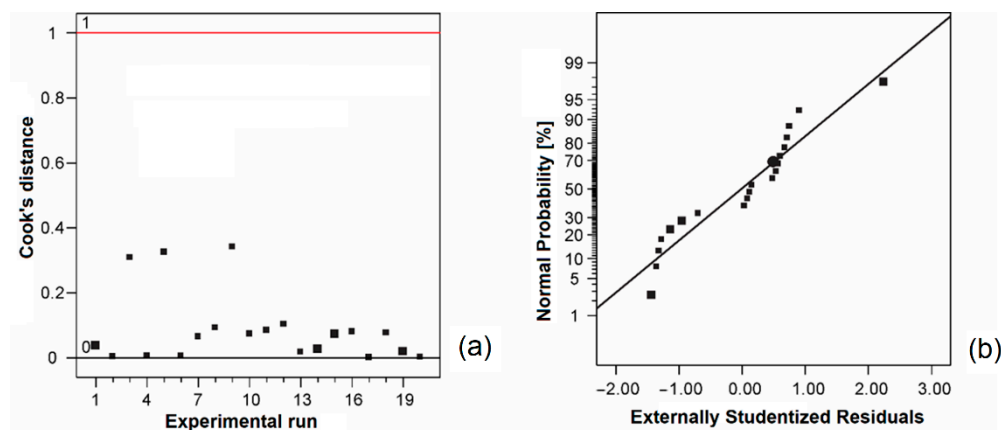 1
1
0.8
0.6
0.4
0.2
0
0
Cook's distance
1 4 7 10 13 16 19
Experimental run
(a)
99
95
90
80
70
50
30
20
10
5
1
Normal Probability [%]
−2.00 −1.00 0.00 1.00 2.00 3.00
Externally Studentized Residuals
(b)